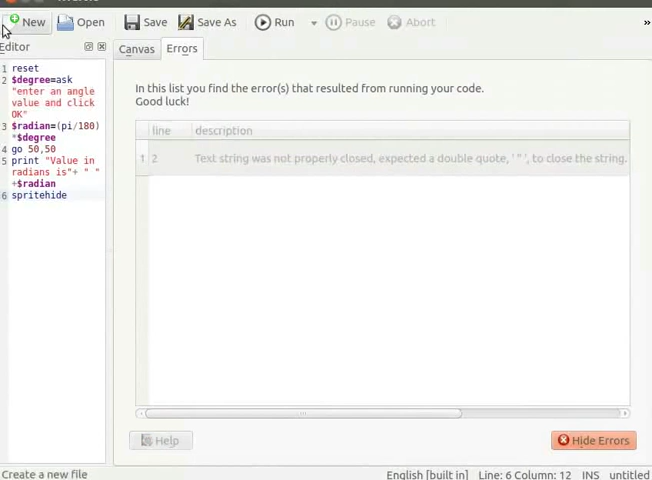 New Open Save Save As Run Pause Abort »
Editor
Canvas Errors
1 reset
2 $degree=ask
"enter an angle
value and click
OK"
3 $radian=(pi/180)
*$degree
4 go 50,50
5 print "Value in
radians is"+ " "
+$radian
6 spritehide
In this list you find the error(s) that resulted from running your code.
Good luck!
line description
1 2 Text string was not properly closed, expected a double quote, ' " ', to close the string.
Help Hide Errors
Create a new file English [built in] Line: 6 Column: 12 INS untitled